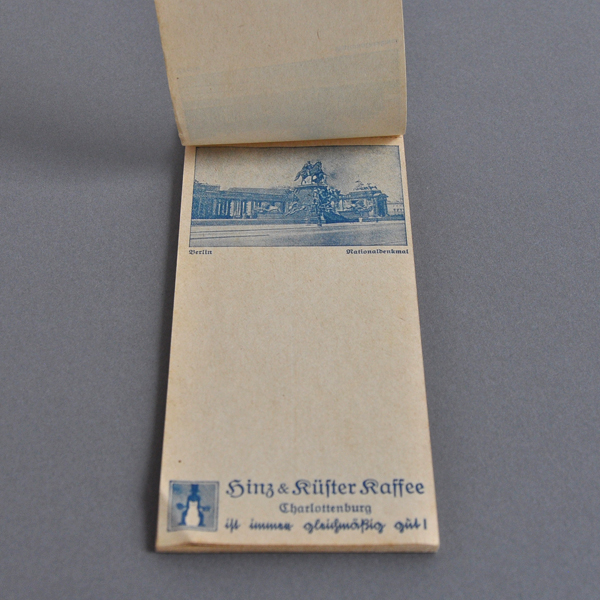 Berlin Nationaldenkmal
Hinz & Küster Kaffee
Charlottenburg
ist immer gleichmäßig gut!